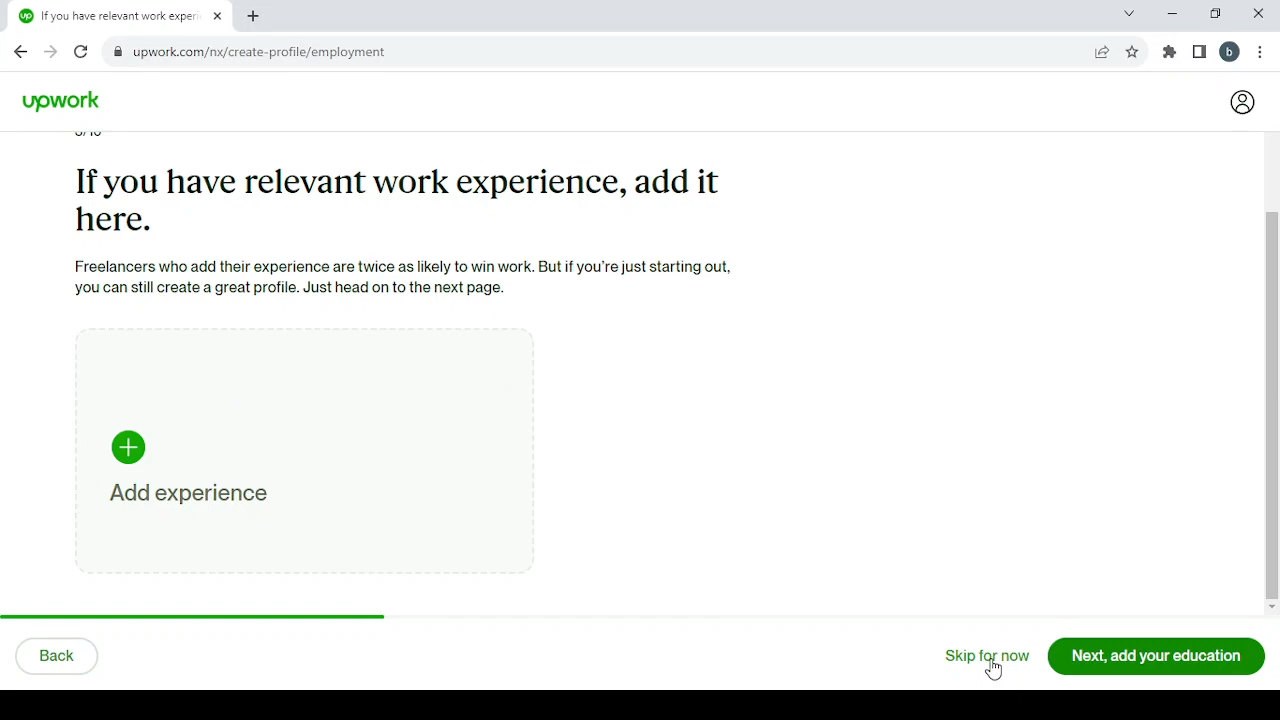 If you have relevant work experi
upwork.com/nx/create-profile/employment
b
upwork
If you have relevant work experience, add it
here.
Freelancers who add their experience are twice as likely to win work. But if you're just starting out,
you can still create a great profile. Just head on to the next page.
Add experience
Back
Skip for now
Next, add your education